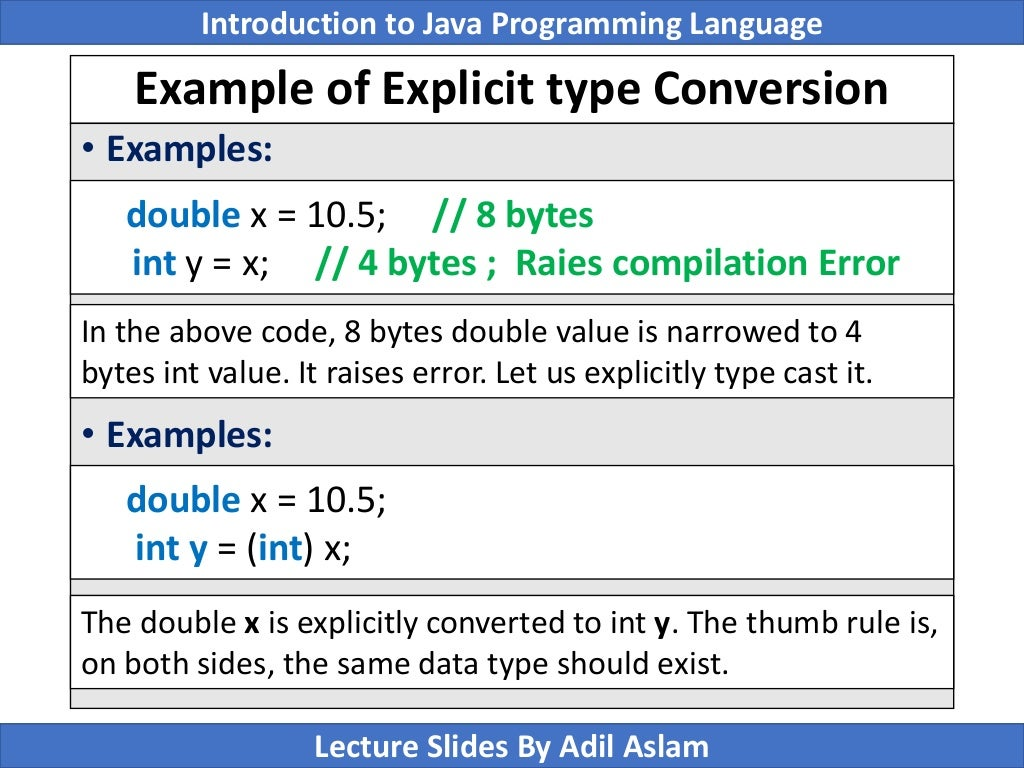 Introduction to Java Programming Language
Example of Explicit type Conversion
• Examples:
double x = 10.5; // 8 bytes
int y = x; // 4 bytes ; Raies compilation Error
In the above code, 8 bytes double value is narrowed to 4
bytes int value. It raises error. Let us explicitly type cast it.
• Examples:
double x = 10.5;
int y = (int) x;
The double x is explicitly converted to int y. The thumb rule is,
on both sides, the same data type should exist.
Lecture Slides By Adil Aslam